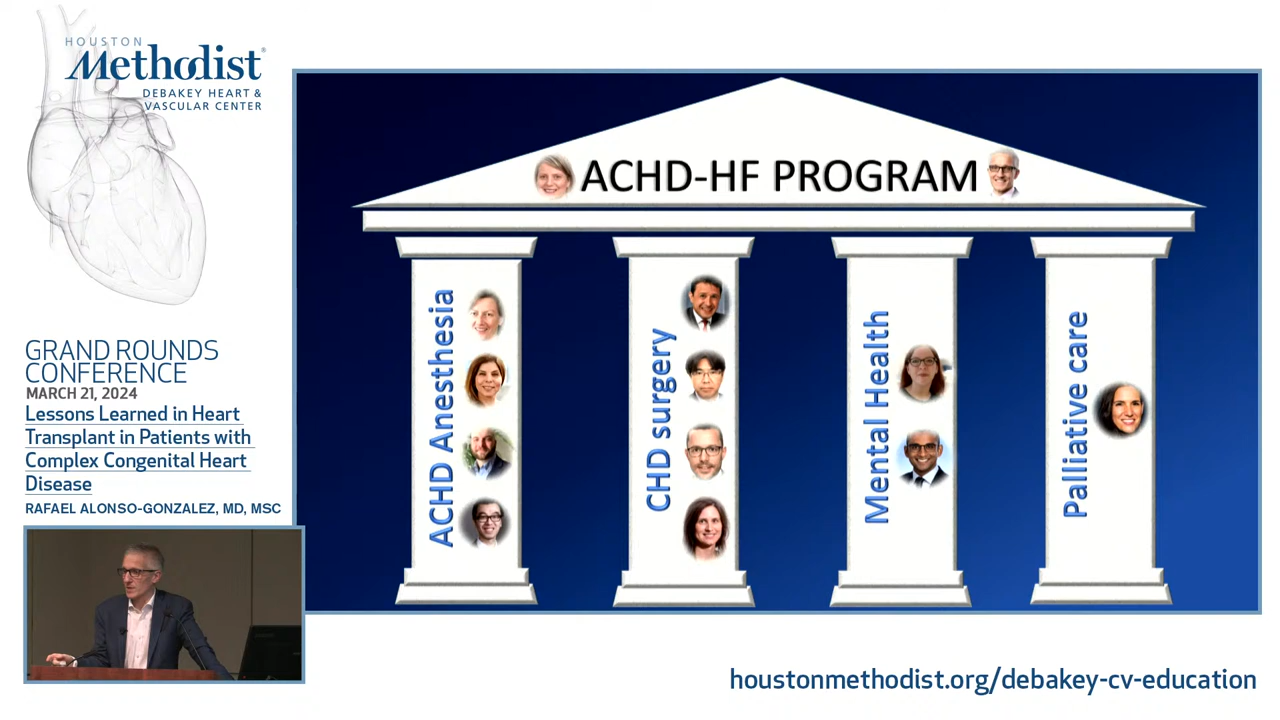 HOUSTON
Methodist®
DEBAKEY HEART &
VASCULAR CENTER
GRAND ROUNDS
CONFERENCE
MARCH 21, 2024
Lessons Learned in Heart
Transplant in Patients with
Complex Congenital Heart
Disease
RAFAEL ALONSO-GONZALEZ, MD, MSC
ACHD-HF PROGRAM
ACHD Anesthesia
CHD surgery
Mental Health
Palliative care
houstonmethodist.org/debakey-cv-education